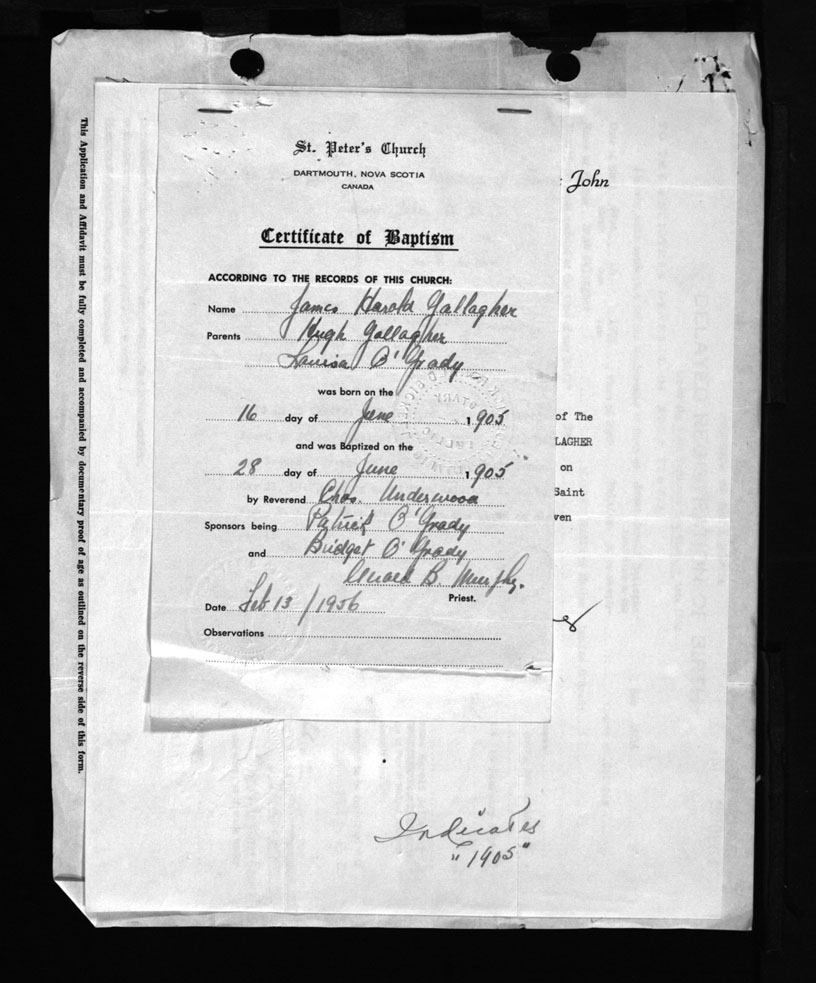 This Application and Affidavit must be fully completed and accompanied by documentary proof of age as outlined on the reverse side of this form.
St. Peter's Church
DARTMOUTH, NOVA SCOTIA
CANADA
: John
Certificate of Baptism
ACCORDING TO THE RECORDS OF THIS CHURCH:
Name James Harold Gallagher
Parents Hugh Gallagher
Louisa O'Grady
was born on the
16 day of June 1905
of The
and was Baptized on the
LAGHER
28 day of June 1905
on
by Reverend Chas. Underwood
Saint
Sponsors being Patrick O'Grady
ven
and Bridget O'Grady
B. Murphy.
Priest.
Date Feb 13/1956
Observations
Indicates
"1905"